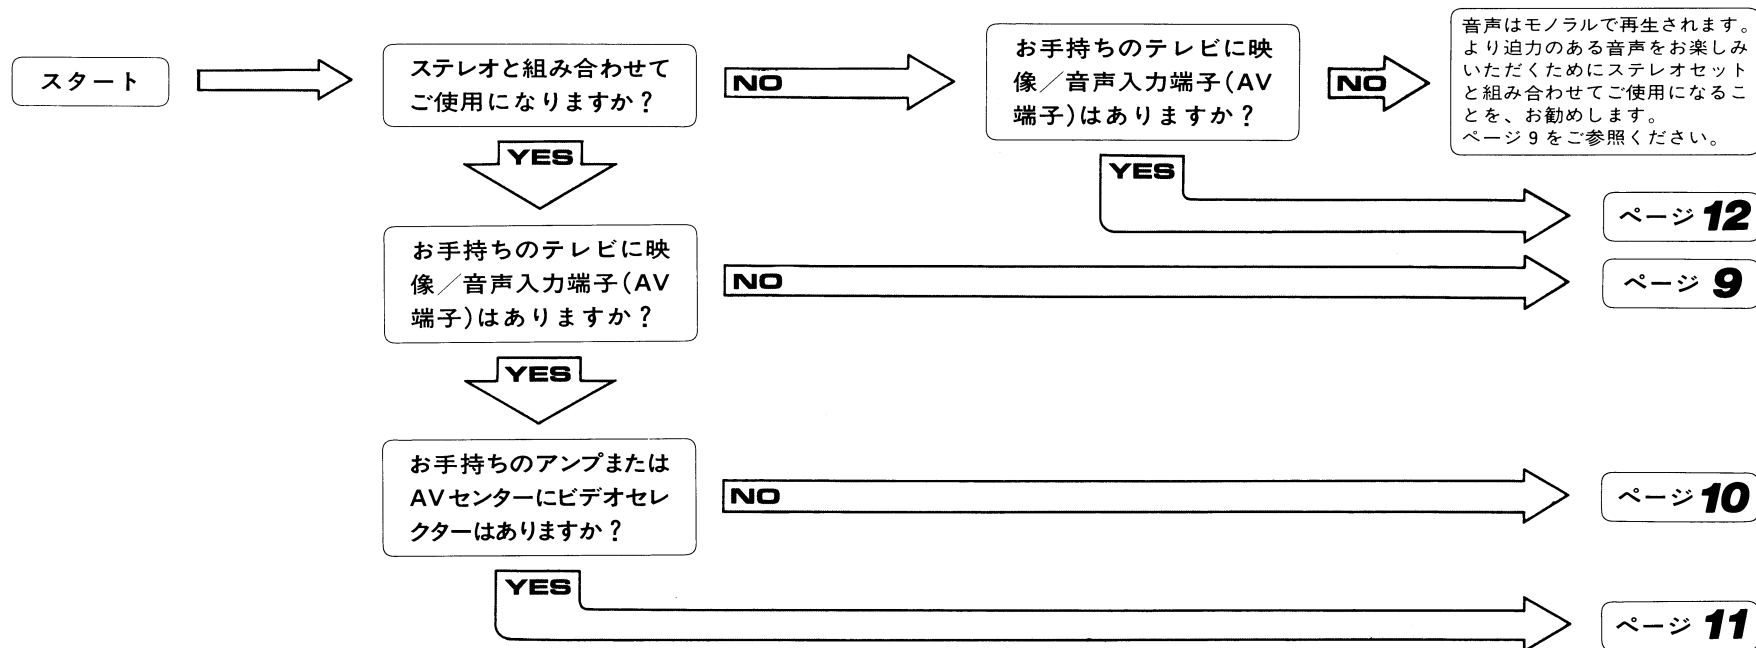 スタート
ステレオと組み合わせて
ご使用になりますか？
NO
お手持ちのテレビに映
像／音声入力端子(AV
端子)はありますか？
NO
音声はモノラルで再生されます。
より迫力のある音声をお楽しみ
いただくためにステレオセット
と組み合わせてご使用になるこ
とを、お勧めします。
ページ9をご参照ください。
YES
YES
ページ 12
お手持ちのテレビに映
像／音声入力端子(AV
端子)はありますか？
NO
ページ 9
YES
お手持ちのアンプまたは
AVセンターにビデオセレ
クターはありますか？
NO
ページ 10
YES
ページ 11